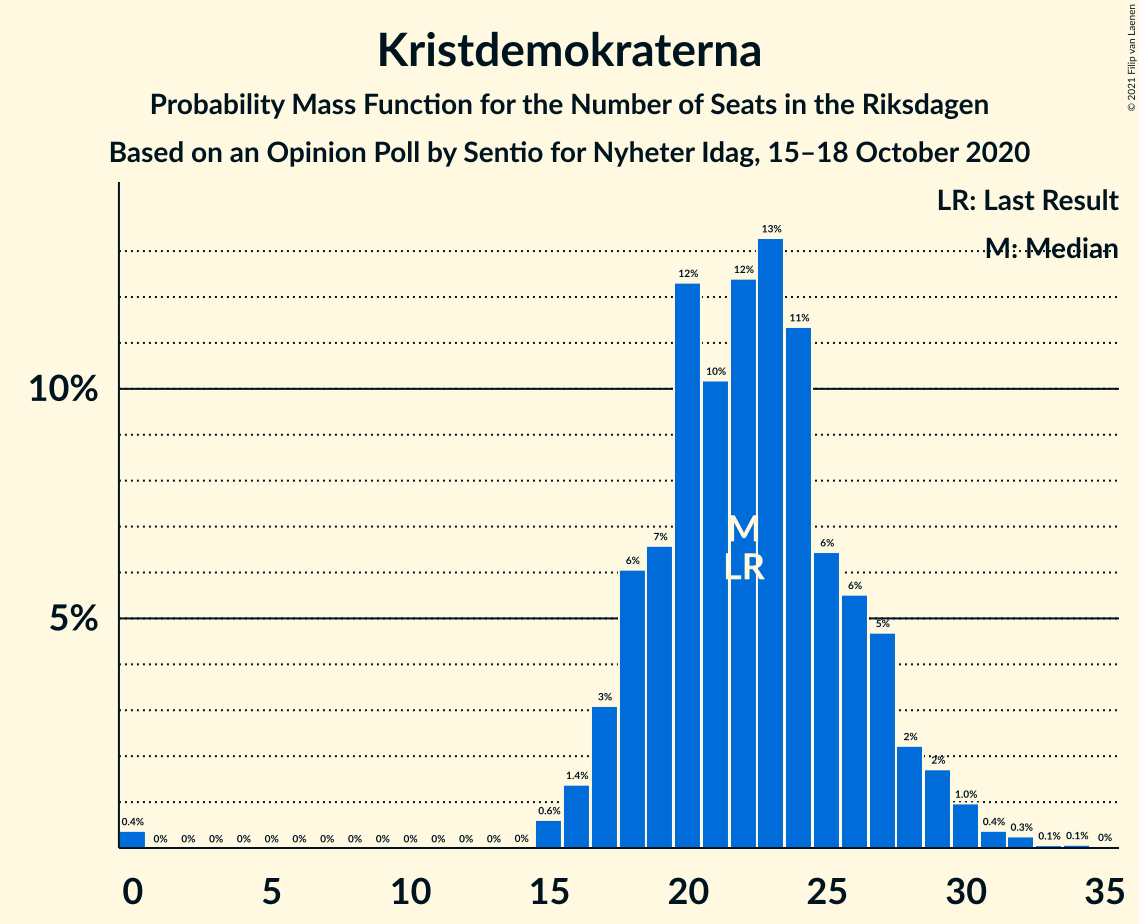 Kristdemokraterna
Probability Mass Function for the Number of Seats in the Riksdagen
Based on an Opinion Poll by Sentio for Nyheter Idag, 15–18 October 2020
© 2021 Filip van Laenen
LR: Last Result
M: Median
10%
5%
0.4% 0% 0% 0% 0% 0% 0% 0% 0% 0% 0% 0% 0% 0% 0% 0.6% 1.4% 3% 6% 7% 12% 10% 12% 13% 11% 6% 6% 5% 2% 2% 1.0% 0.4% 0.3% 0.1% 0.1% 0%
M
LR
0 5 10 15 20 25 30 35